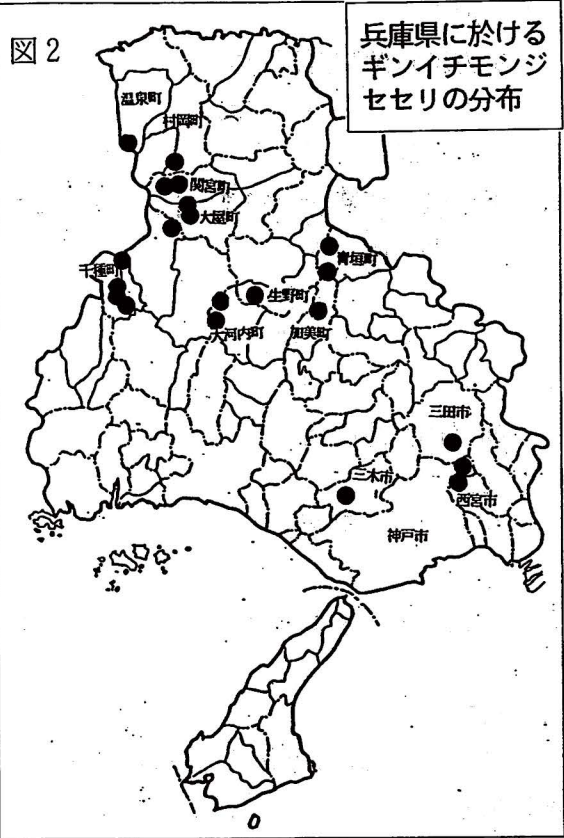 図2
兵庫県に於ける
ギンイチモンジ
セセリの分布
温泉町
村岡町
関宮町
大屋町
青垣町
千種町
生野町
大河内町
加美町
三田市
三木市
西宮市
神戸市